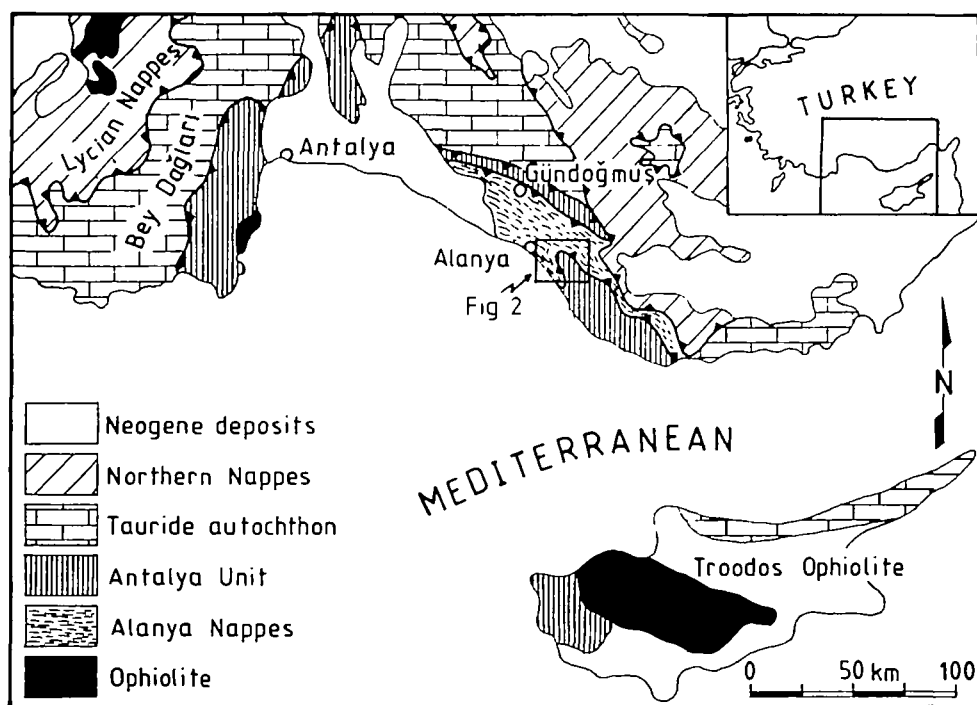 TURKEY
Lycian Nappes
Bey Dağları
Antalya
Gündoğmuş
Alanya
Fig 2
N
MEDITERRANEAN
Neogene deposits
Northern Nappes
Tauride autochthon
Antalya Unit
Alanya Nappes
Ophiolite
Troodos Ophiolite
0 50 km 100